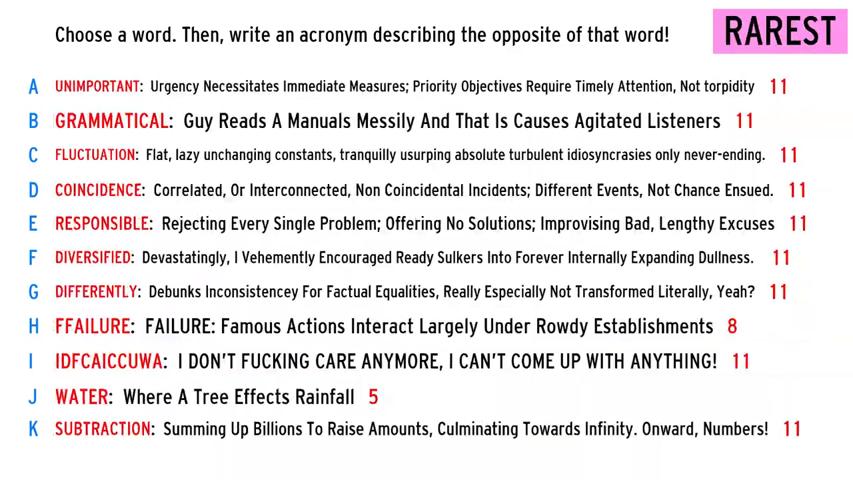 Choose a word. Then, write an acronym describing the opposite of that word!
RAREST
A UNIMPORTANT: Urgency Necessitates Immediate Measures; Priority Objectives Require Timely Attention, Not torpidity 11
B GRAMMATICAL: Guy Reads A Manuals Messily And That Is Causes Agitated Listeners 11
C FLUCTUATION: Flat, lazy unchanging constants, tranquilly usurping absolute turbulent idiosyncrasies only never-ending. 11
D COINCIDENCE: Correlated, Or Interconnected, Non Coincidental Incidents; Different Events, Not Chance Ensued. 11
E RESPONSIBLE: Rejecting Every Single Problem; Offering No Solutions; Improvising Bad, Lengthy Excuses 11
F DIVERSIFIED: Devastatingly, I Vehemently Encouraged Ready Sulkers Into Forever Internally Expanding Dullness. 11
G DIFFERENTLY: Debunks Inconsistencey For Factual Equalities, Really Especially Not Transformed Literally, Yeah? 11
H FFAILURE: FAILURE: Famous Actions Interact Largely Under Rowdy Establishments 8
I IDFCAICCUWA: I DON'T FUCKING CARE ANYMORE, I CAN'T COME UP WITH ANYTHING! 11
J WATER: Where A Tree Effects Rainfall 5
K SUBTRACTION: Summing Up Billions To Raise Amounts, Culminating Towards Infinity. Onward, Numbers! 11